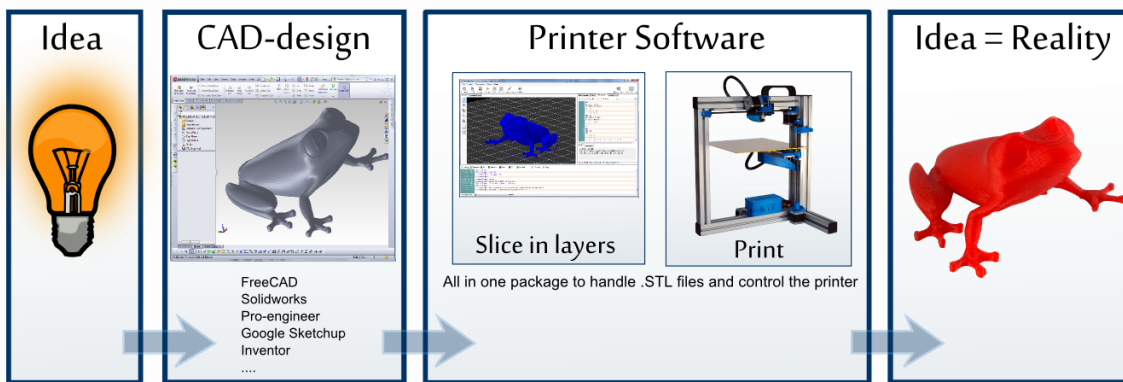 Idea
CAD-design
FreeCAD
Solidworks
Pro-engineer
Google Sketchup
Inventor
....
Printer Software
Slice in layers
Print
All in one package to handle .STL files and control the printer
Idea = Reality